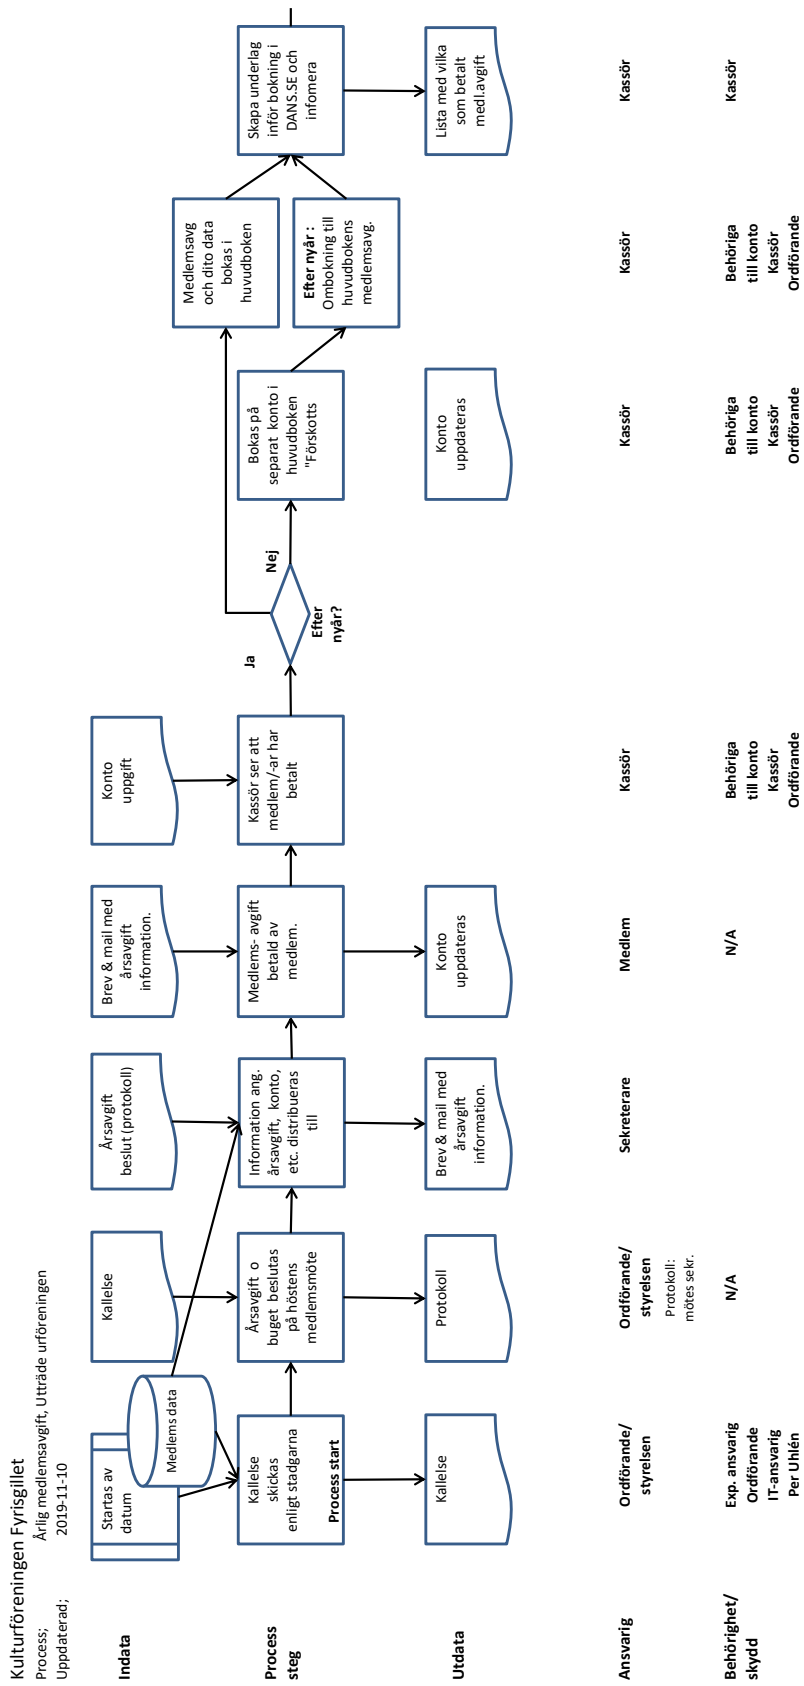 Kulturföreningen Fyrisgillet
Process; Årlig medlemsavgift, Utträde urföreningen
Uppdaterad; 2019-11-10
Indata
Startas av
datum
Medlems data
Kallelse
Årsavgift
beslut (protokoll)
Brev & mail med
årsavgift
information.
Konto
uppgift
Process
steg
Kallelse
skickas
enligt stadgarna
Process start
Årsavgift o
buget beslutas
på höstens
medlemsmöte
Information ang.
årsavgift, konto,
etc. distribueras
till
Medlems- avgift
betald av
medlem.
Kassör ser att
medlem/-ar har
betalt
Ja
Efter
nyår?
Nej
Bokas på
separat konto i
huvudboken
"Förskotts
Medlemsavg
och dito data
bokas i
huvudboken
Efter nyår :
Ombokning till
huvudbokens
medlemsavg.
Skapa underlag
inför bokning i
DANS.SE och
infomera
Utdata
Kallelse
Protokoll
Brev & mail med
årsavgift
information.
Konto
uppdateras
Konto
uppdateras
Lista med vilka
som betalt
medl.avgift
Ansvarig
Ordförande/
styrelsen
Ordförande/
styrelsen
Protokoll:
mötes sekr.
Sekreterare
Medlem
Kassör
Kassör
Kassör
Kassör
Behörighet/
skydd
Exp. ansvarig
Ordförande
IT-ansvarig
Per Uhlén
N/A
N/A
Behöriga
till konto
Kassör
Ordförande
Behöriga
till konto
Kassör
Ordförande
Behöriga
till konto
Kassör
Ordförande
Kassör